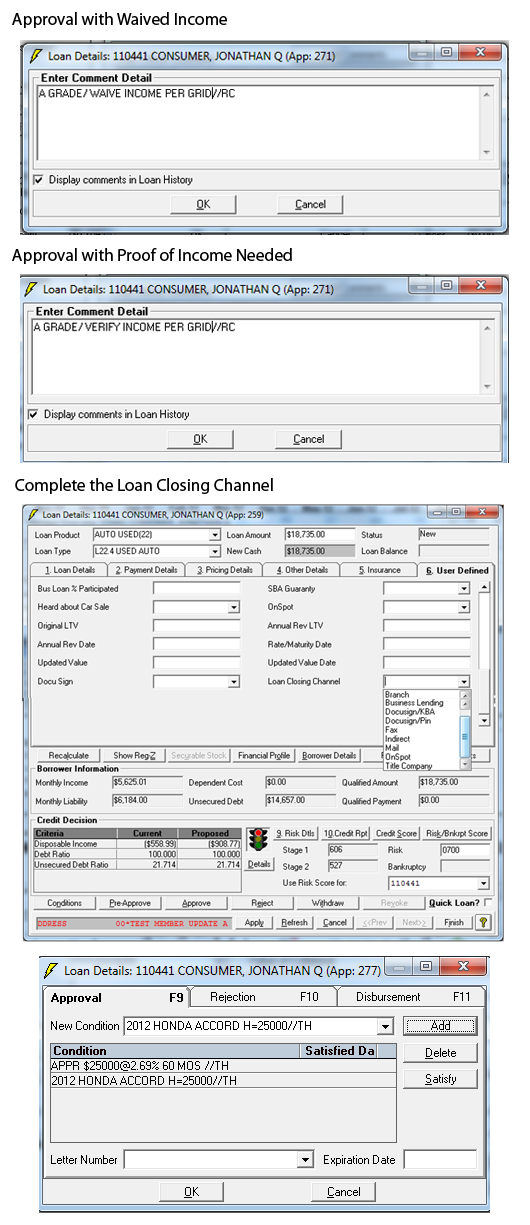 Approval with Waived Income
Loan Details: 110441 CONSUMER, JONATHAN Q (App: 271)
Enter Comment Detail
A GRADE/ WAIVE INCOME PER GRID//RC
Display comments in Loan History
OK Cancel
Approval with Proof of Income Needed
Loan Details: 110441 CONSUMER, JONATHAN Q (App: 271)
Enter Comment Detail
A GRADE/ VERIFY INCOME PER GRID//RC
Display comments in Loan History
OK Cancel
Complete the Loan Closing Channel
Loan Details: 110441 CONSUMER, JONATHAN Q (App: 259)
Loan Product AUTO USED(22) Loan Amount $18,735.00 Status New
Loan Type L22.4 USED AUTO New Cash $18,735.00 Loan Balance
1. Loan Details 2. Payment Details 3. Pricing Details 4. Other Details 5. Insurance 6. User Defined
Bus Loan % Participated SBA Guaranty
Heard about Car Sale OnSpot
Original LTV Annual Rev LTV
Annual Rev Date Rate/Maturity Date
Updated Value Updated Value Date
Docu Sign Loan Closing Channel
Branch
Business Lending
Docusign/KBA
Docusign/Pin
Fax
Indirect
Mail
OnSpot
Title Company
Recalculate Show Reg-Z Securable Stock Financial Profile Borrower Details
Borrower Information
Monthly Income $5,625.01 Dependent Cost $0.00 Qualified Amount $18,735.00
Monthly Liability $6,184.00 Unsecured Debt $14,657.00 Qualified Payment $0.00
Credit Decision
Criteria Current Proposed
Disposable Income ($558.99) ($908.77)
Debt Ratio 100.000 100.000
Unsecured Debt Ratio 21.714 21.714
Details
9. Risk Dtls 10.Credit Rpt Credit Score Risk/Bnkrpt Score
Stage 1 606 Risk 0700
Stage 2 527 Bankruptcy
Use Risk Score for: 110441
Conditions Pre-Approve Approve Reject Withdraw Revoke Quick Loan?
DDRESS 00*TEST MEMBER UPDATE A Apply Refresh Cancel <<Prev Next>> Finish ?
Loan Details: 110441 CONSUMER, JONATHAN Q (App: 277)
Approval F9 Rejection F10 Disbursement F11
New Condition 2012 HONDA ACCORD H=25000//TH Add
Condition Satisfied Da
APPR $25000@2.69% 60 MOS //TH
2012 HONDA ACCORD H=25000//TH
Delete
Satisfy
Letter Number Expiration Date
OK Cancel